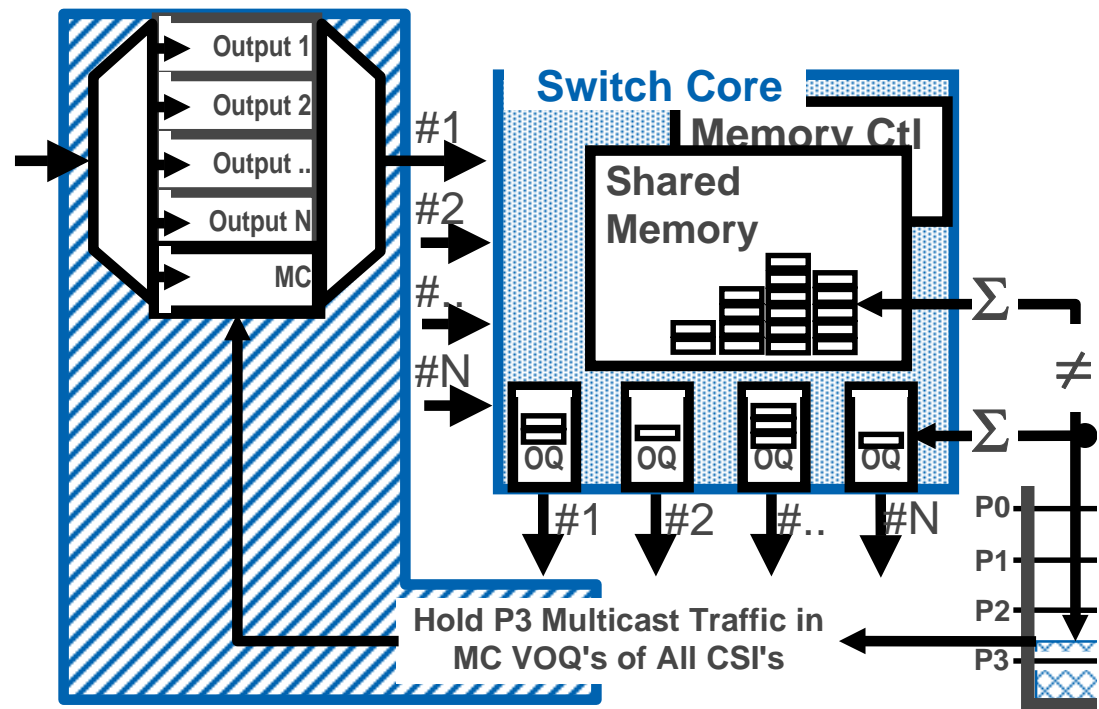 Output 1
Output 2
Output ..
Output N
MC
#1
#2
#..
#N
Switch Core
Memory Ctl
Shared
Memory
Σ
≠
Σ
OQ
OQ
OQ
OQ
#1
#2
#..
#N
P0
P1
P2
P3
Hold P3 Multicast Traffic in
MC VOQ's of All CSI's